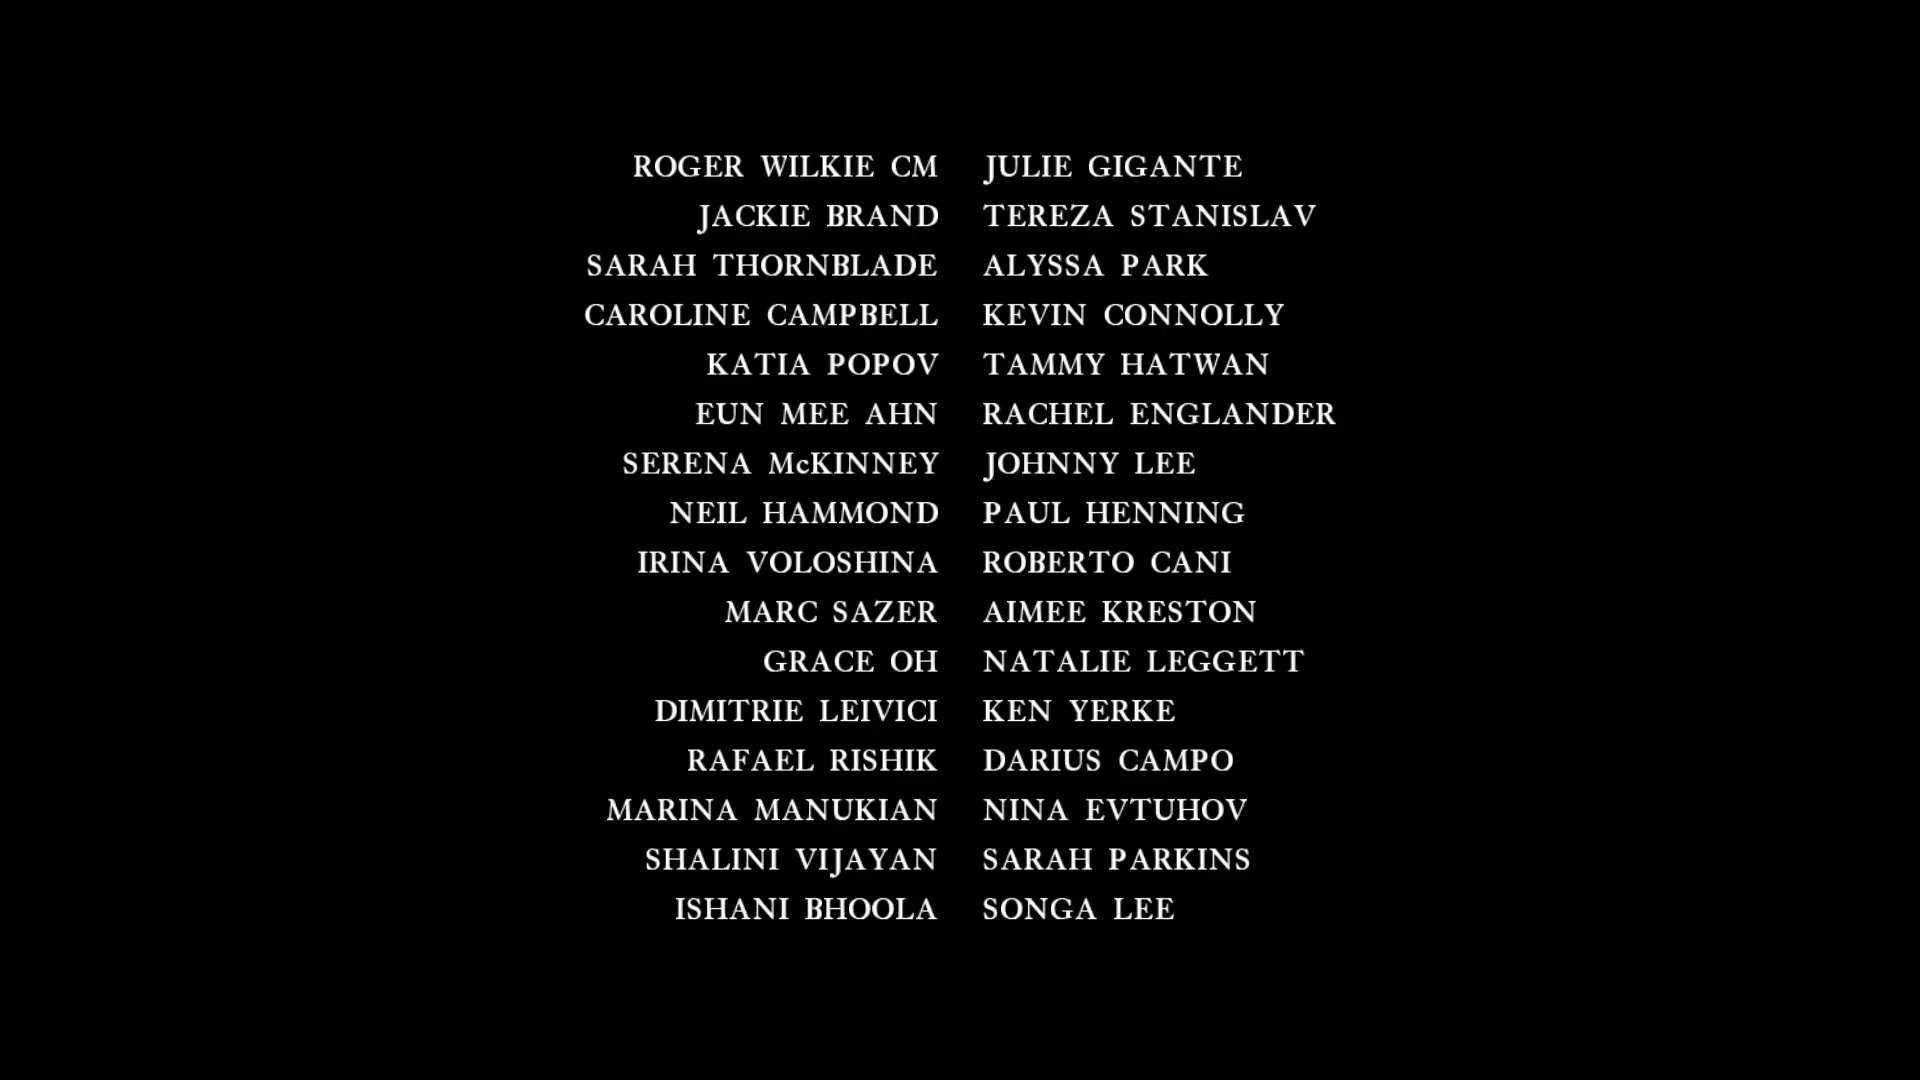 ROGER WILKIE CM JULIE GIGANTE
JACKIE BRAND TEREZA STANISLAV
SARAH THORNBLADE ALYSSA PARK
CAROLINE CAMPBELL KEVIN CONNOLLY
KATIA POPOV TAMMY HATWAN
EUN MEE AHN RACHEL ENGLANDER
SERENA McKINNEY JOHNNY LEE
NEIL HAMMOND PAUL HENNING
IRINA VOLOSHINA ROBERTO CANI
MARC SAZER AIMEE KRESTON
GRACE OH NATALIE LEGGETT
DIMITRIE LEIVICI KEN YERKE
RAFAEL RISHIK DARIUS CAMPO
MARINA MANUKIAN NINA EVTUHOV
SHALINI VIJAYAN SARAH PARKINS
ISHANI BHOOLA SONGA LEE